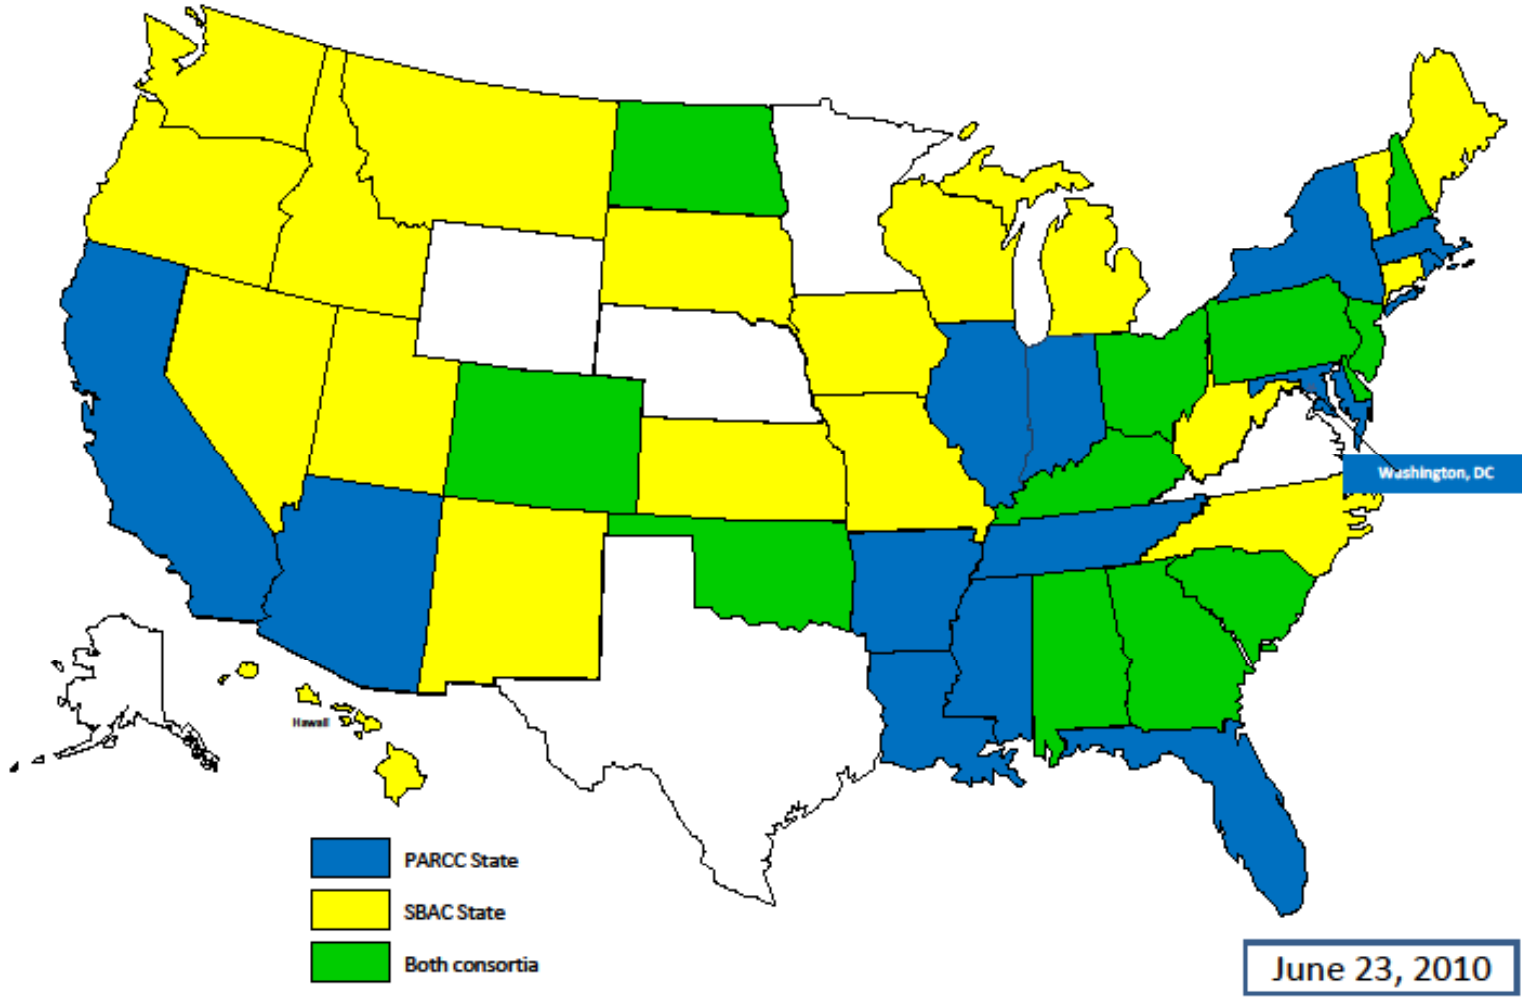 Washington, DC
Hawaii
PARCC State
SBAC State
Both consortia
June 23, 2010